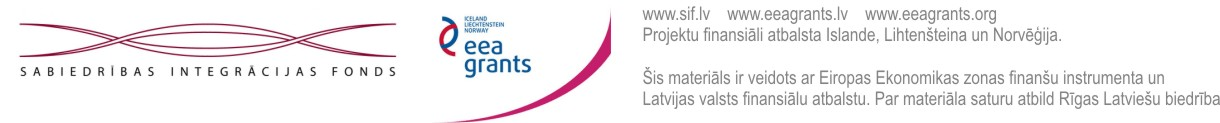 SABIEDRĪBAS INTEGRĀCIJAS FONDS
ICELAND
LIECHTENSTEIN
NORWAY
eea
grants
www.sif.lv www.eeagrants.lv www.eeagrants.org
Projektu finansiāli atbalsta Islande, Lihtenšteina un Norvēģija.
Šis materiāls ir veidots ar Eiropas Ekonomikas zonas finanšu instrumenta un
Latvijas valsts finansiālu atbalstu. Par materiāla saturu atbild Rīgas Latviešu biedrība